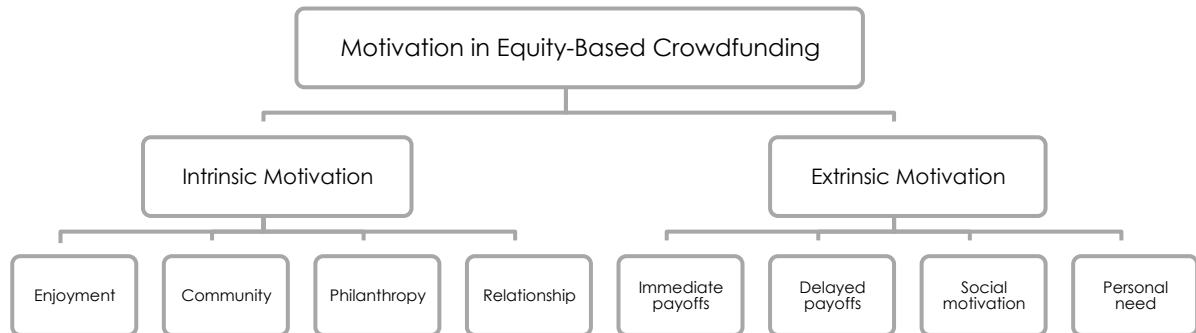 Motivation in Equity-Based Crowdfunding
Intrinsic Motivation
Extrinsic Motivation
Enjoyment
Community
Philanthropy
Relationship
Immediate
payoffs
Delayed
payoffs
Social
motivation
Personal
need